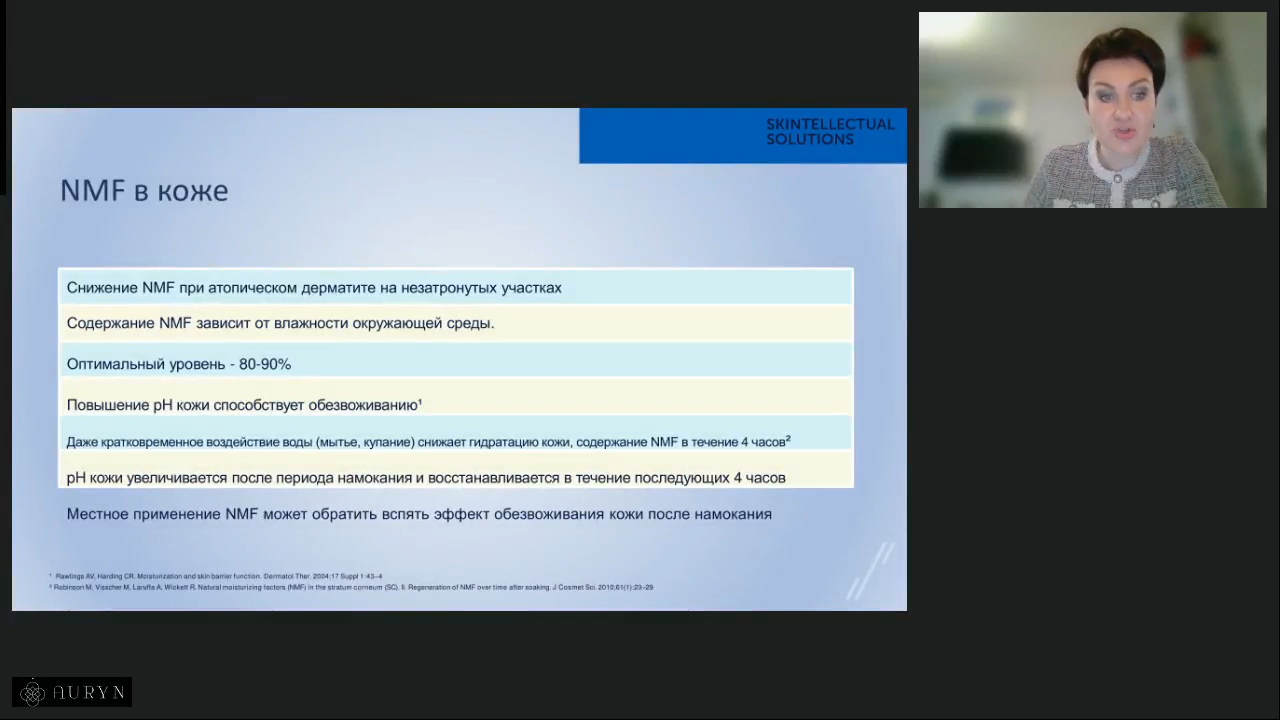 SKINTELLECTUAL
SOLUTIONS
NMF в коже
Снижение NMF при атопическом дерматите на незатронутых участках
Содержание NMF зависит от влажности окружающей среды.
Оптимальный уровень - 80-90%
Повышение pH кожи способствует обезвоживанию¹
Даже кратковременное воздействие воды (мытье, купание) снижает гидратацию кожи, содержание NMF в течение 4 часов²
pH кожи увеличивается после периода намокания и восстанавливается в течение последующих 4 часов
Местное применение NMF может обратить вспять эффект обезвоживания кожи после намокания
¹ Rawlings AV, Harding CR. Moisturization and skin barrier function. Dermatol Ther. 2004;17 Suppl 1:43–4
² Robinson M, Visscher M, Laruffa A, Wickett R. Natural moisturizing factors (NMF) in the stratum corneum (SC). II. Regeneration of NMF over time after soaking. J Cosmet Sci. 2010;61(1):23–29
AURYN